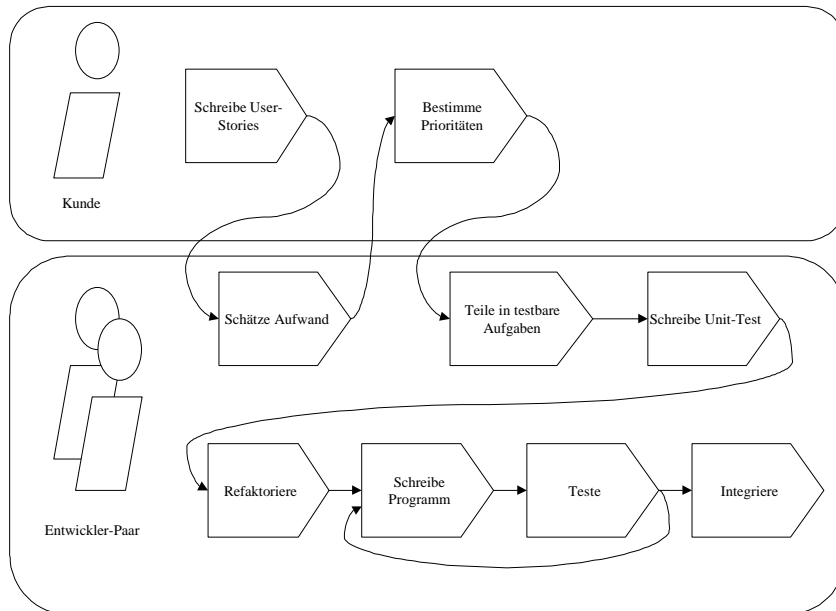 Schreibe User-
Stories
Bestimme
Prioritäten
Kunde
Schätze Aufwand
Teile in testbare
Aufgaben
Schreibe Unit-Test
Refaktoriere
Schreibe
Programm
Teste
Integriere
Entwickler-Paar